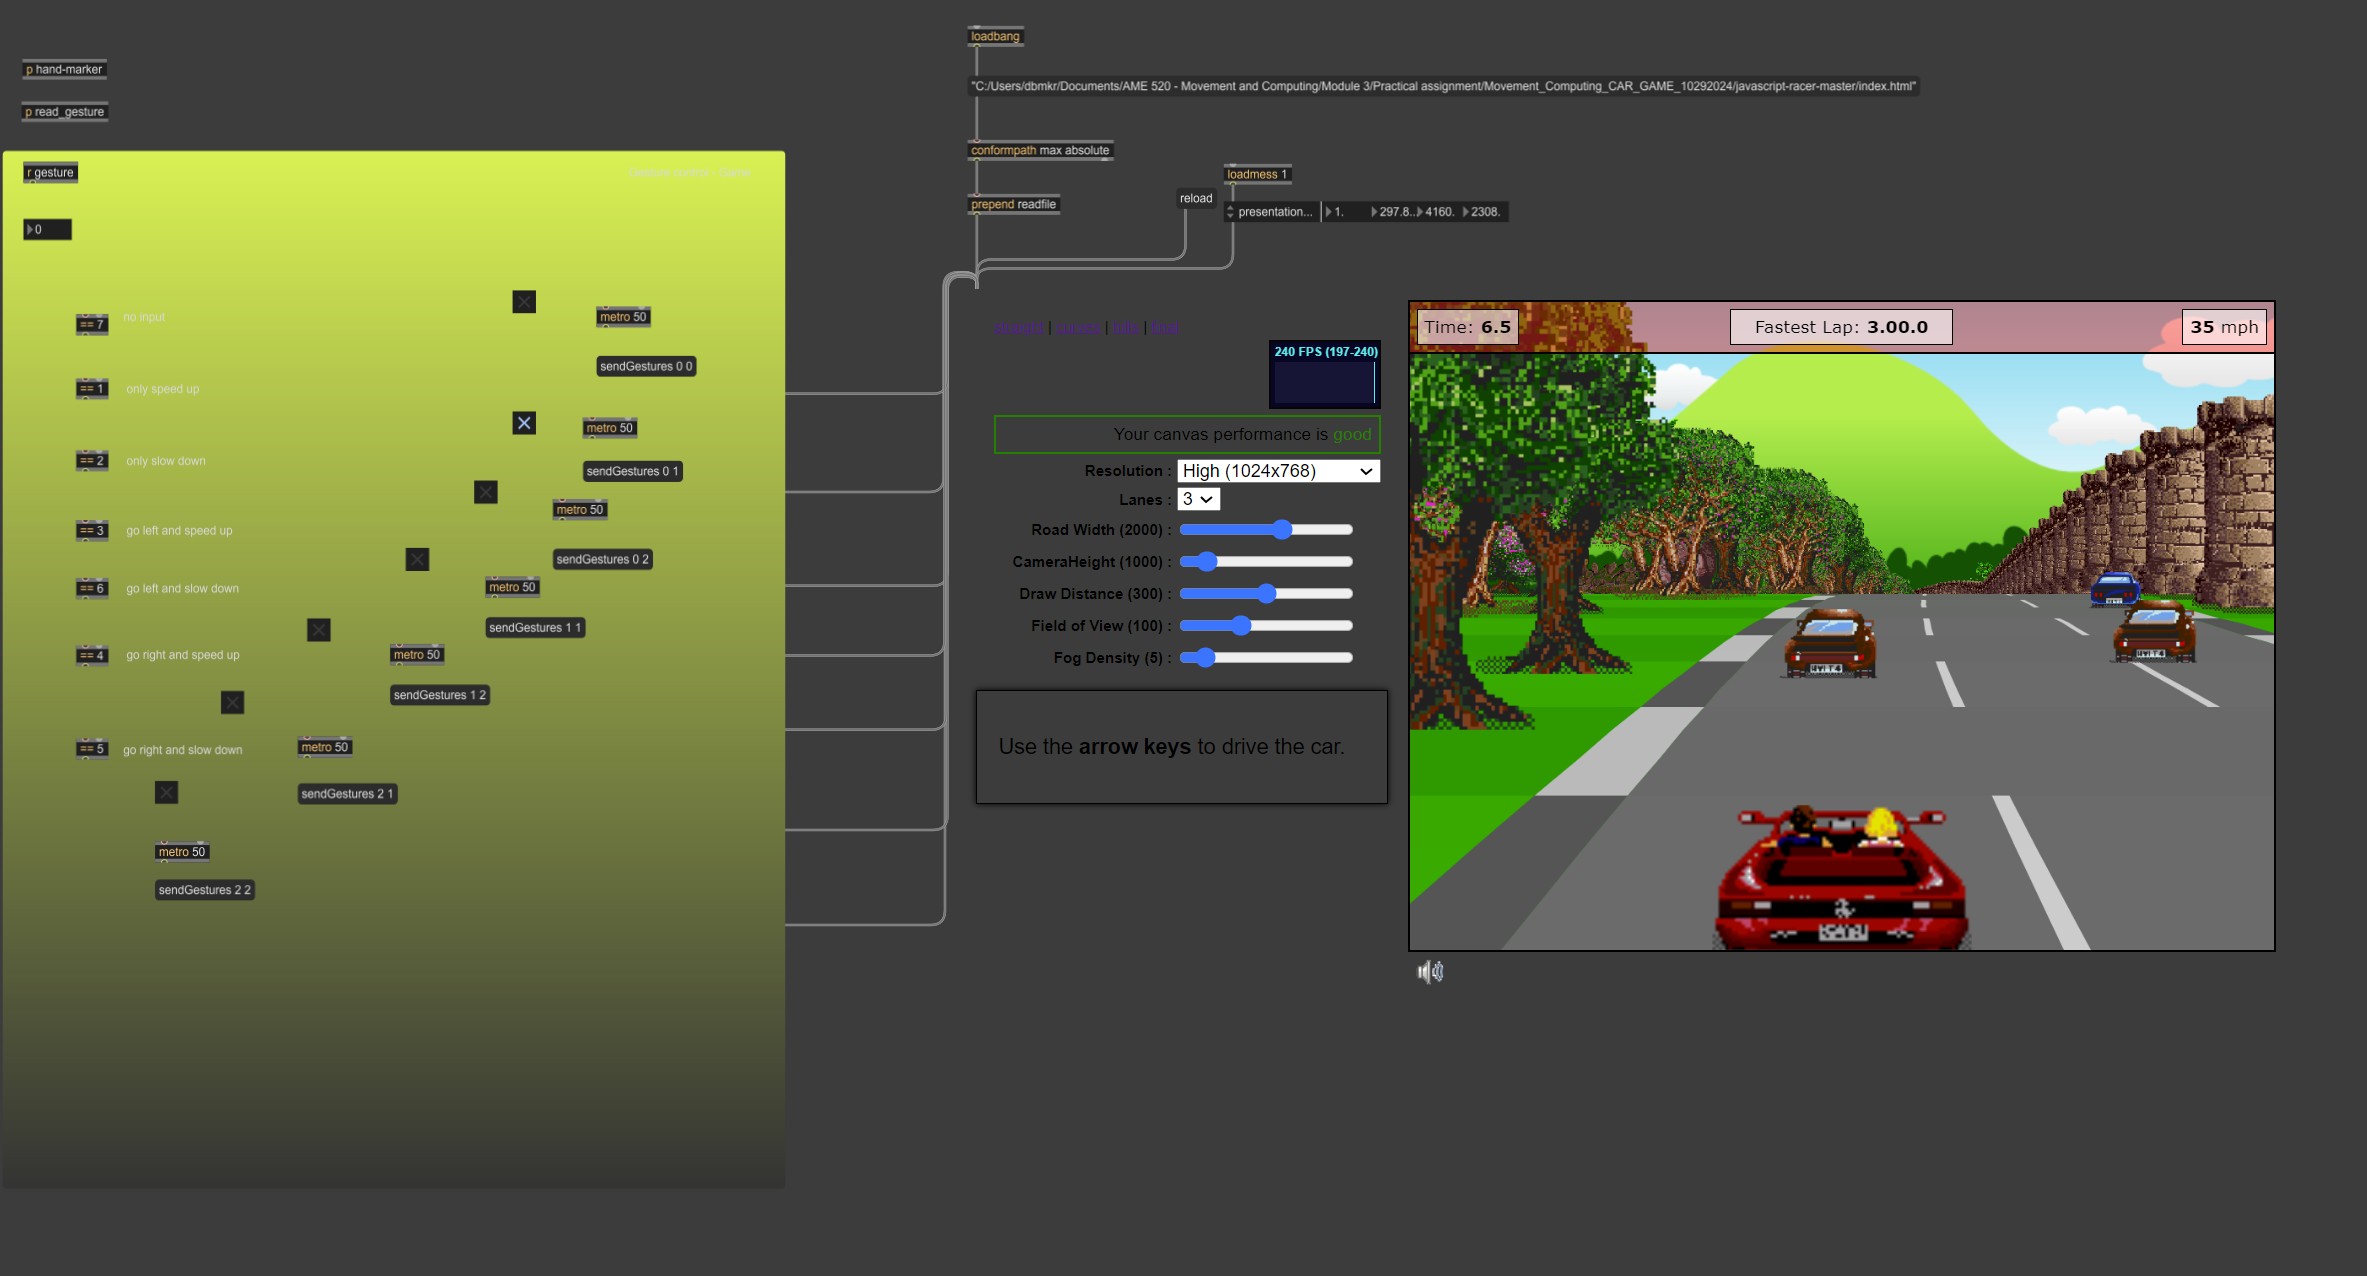 loadbang
p hand-marker
"C:/Users/dbmkr/Documents/AME 520 - Movement and Computing/Module 3/Practical assignment/Movement_Computing_CAR_GAME_10292024/javascript-racer-master/index.html"
p read_gesture
conformpath max absolute
r gesture
loadmess 1
prepend readfile
reload
presentation... 1. 297.8.. 4160. 2308.
0
== 7 no input
metro 50
sendGestures 0 0
== 1 only speed up
metro 50
sendGestures 0 1
== 2 only slow down
metro 50
sendGestures 0 2
== 3 go left and speed up
metro 50
sendGestures 1 1
== 6 go left and slow down
metro 50
sendGestures 1 2
== 4 go right and speed up
metro 50
sendGestures 2 1
== 5 go right and slow down
metro 50
sendGestures 2 2
240 FPS (197-240)
Your canvas performance is good
Resolution : High (1024x768)
Lanes : 3
Road Width (2000) :
CameraHeight (1000) :
Draw Distance (300) :
Field of View (100) :
Fog Density (5) :
Use the arrow keys to drive the car.
Time: 6.5
Fastest Lap: 3.00.0
35 mph